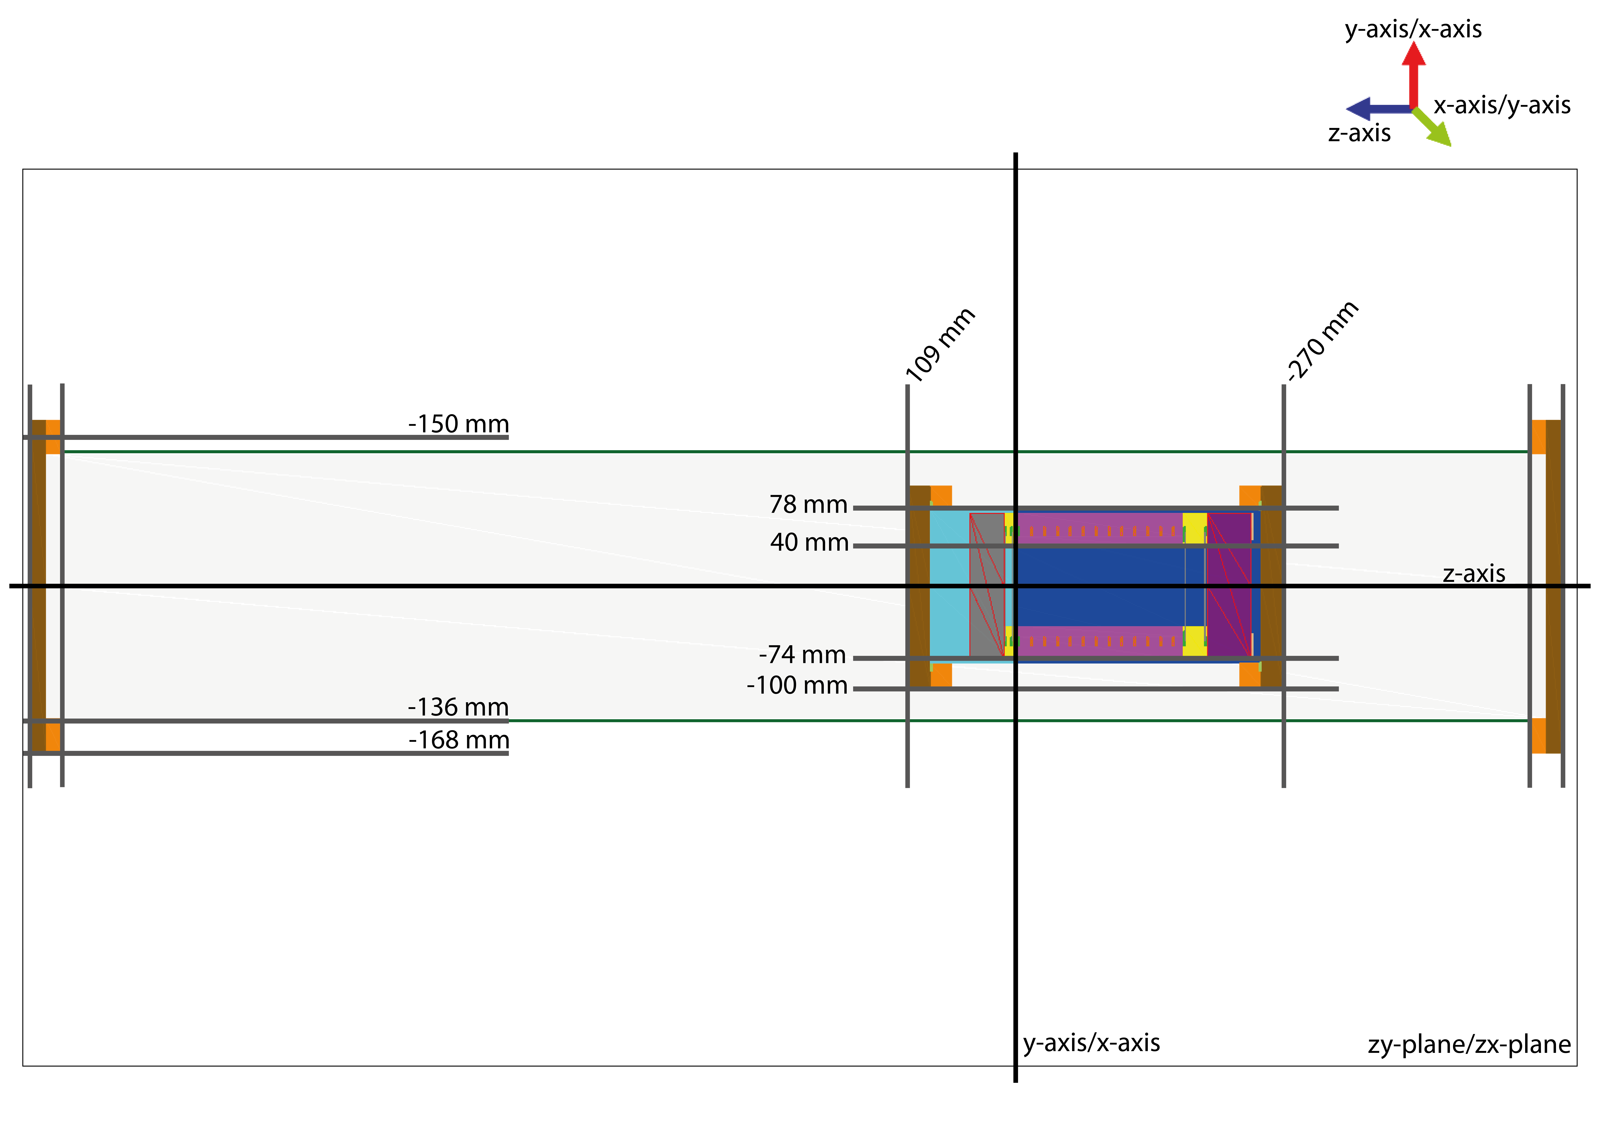 y-axis/x-axis
x-axis/y-axis
z-axis
109 mm
-270 mm
-150 mm
78 mm
40 mm
z-axis
-74 mm
-100 mm
-136 mm
-168 mm
y-axis/x-axis
zy-plane/zx-plane